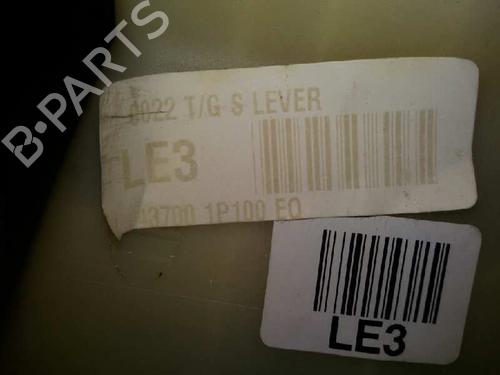 B-PARTS
0022 T/G S LEVER
LE3
43700 1P100 EQ
LE3